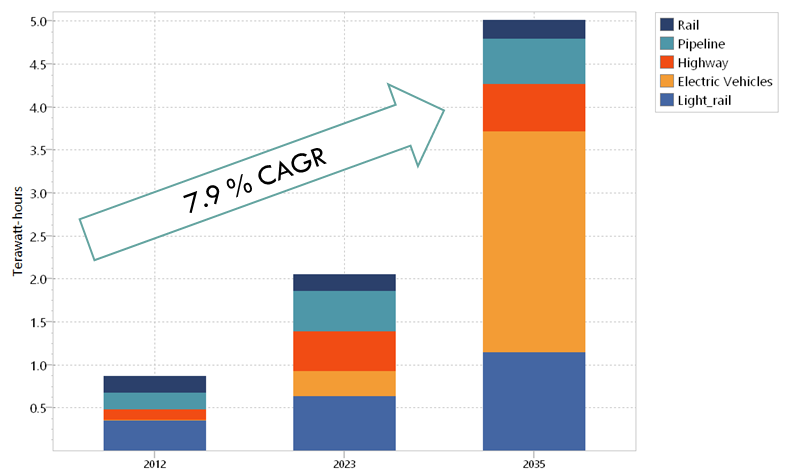 5.0
4.5
4.0
3.5
3.0
2.5
2.0
1.5
1.0
0.5
Terawatt-hours
7.9 % CAGR
2012
2023
2035
Rail
Pipeline
Highway
Electric Vehicles
Light_rail